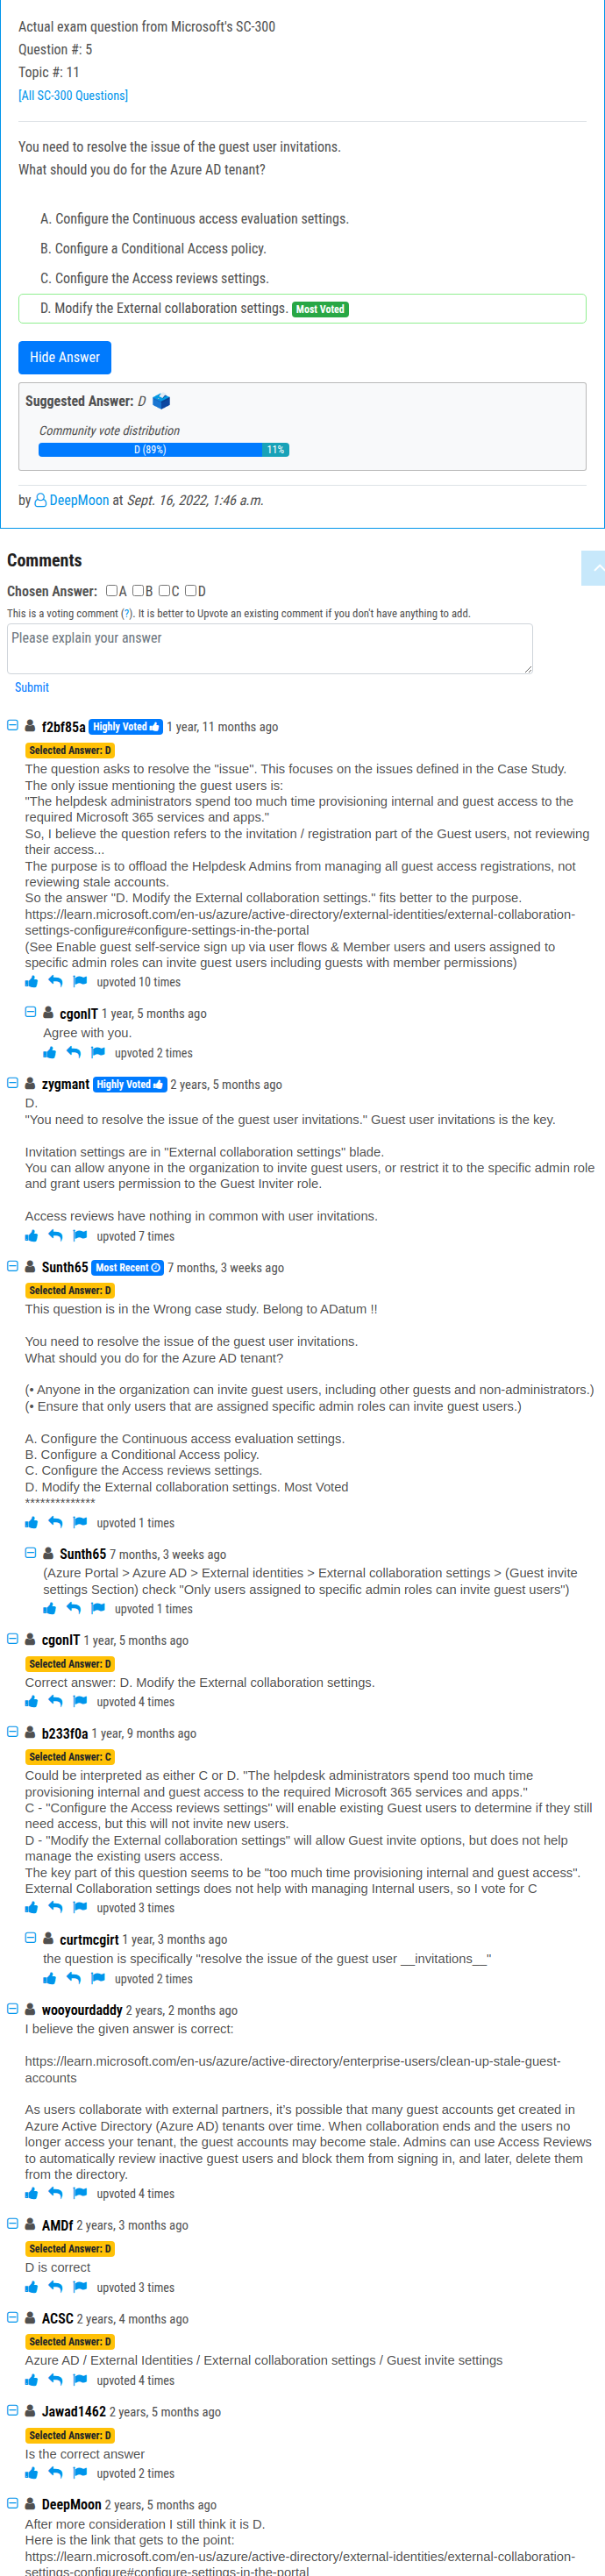 Actual exam question from Microsoft's SC-300
Question #: 5
Topic #: 11
[All SC-300 Questions]
You need to resolve the issue of the guest user invitations.
What should you do for the Azure AD tenant?
A. Configure the Continuous access evaluation settings.
B. Configure a Conditional Access policy.
C. Configure the Access reviews settings.
D. Modify the External collaboration settings. Most Voted
Hide Answer
Suggested Answer: D
Community vote distribution
D (89%) 11%
by DeepMoon at Sept. 16, 2022, 1:46 a.m.
Comments
Chosen Answer: A B C D
This is a voting comment (?). It is better to Upvote an existing comment if you don't have anything to add.
Please explain your answer
Submit
f2bf85a Highly Voted 1 year, 11 months ago
Selected Answer: D
The question asks to resolve the "issue". This focuses on the issues defined in the Case Study.
The only issue mentioning the guest users is:
"The helpdesk administrators spend too much time provisioning internal and guest access to the
required Microsoft 365 services and apps."
So, I believe the question refers to the invitation / registration part of the Guest users, not reviewing
their access...
The purpose is to offload the Helpdesk Admins from managing all guest access registrations, not
reviewing stale accounts.
So the answer "D. Modify the External collaboration settings." fits better to the purpose.
https://learn.microsoft.com/en-us/azure/active-directory/external-identities/external-collaboration-
settings-configure#configure-settings-in-the-portal
(See Enable guest self-service sign up via user flows & Member users and users assigned to
specific admin roles can invite guest users including guests with member permissions)
upvoted 10 times
cgonIT 1 year, 5 months ago
Agree with you.
upvoted 2 times
zygmant Highly Voted 2 years, 5 months ago
D.
"You need to resolve the issue of the guest user invitations." Guest user invitations is the key.
Invitation settings are in "External collaboration settings" blade.
You can allow anyone in the organization to invite guest users, or restrict it to the specific admin role
and grant users permission to the Guest Inviter role.
Access reviews have nothing in common with user invitations.
upvoted 7 times
Sunth65 Most Recent 7 months, 3 weeks ago
Selected Answer: D
This question is in the Wrong case study. Belong to ADatum !!
You need to resolve the issue of the guest user invitations.
What should you do for the Azure AD tenant?
(• Anyone in the organization can invite guest users, including other guests and non-administrators.)
(• Ensure that only users that are assigned specific admin roles can invite guest users.)
A. Configure the Continuous access evaluation settings.
B. Configure a Conditional Access policy.
C. Configure the Access reviews settings.
D. Modify the External collaboration settings. Most Voted
**************
upvoted 1 times
Sunth65 7 months, 3 weeks ago
(Azure Portal > Azure AD > External identities > External collaboration settings > (Guest invite
settings Section) check "Only users assigned to specific admin roles can invite guest users")
upvoted 1 times
cgonIT 1 year, 5 months ago
Selected Answer: D
Correct answer: D. Modify the External collaboration settings.
upvoted 4 times
b233f0a 1 year, 9 months ago
Selected Answer: C
Could be interpreted as either C or D. "The helpdesk administrators spend too much time
provisioning internal and guest access to the required Microsoft 365 services and apps."
C - "Configure the Access reviews settings" will enable existing Guest users to determine if they still
need access, but this will not invite new users.
D - "Modify the External collaboration settings" will allow Guest invite options, but does not help
manage the existing users access.
The key part of this question seems to be "too much time provisioning internal and guest access".
External Collaboration settings does not help with managing Internal users, so I vote for C
upvoted 3 times
curtmcgirt 1 year, 3 months ago
the question is specifically "resolve the issue of the guest user __invitations__"
upvoted 2 times
wooyourdaddy 2 years, 2 months ago
I believe the given answer is correct:
https://learn.microsoft.com/en-us/azure/active-directory/enterprise-users/clean-up-stale-guest-
accounts
As users collaborate with external partners, it's possible that many guest accounts get created in
Azure Active Directory (Azure AD) tenants over time. When collaboration ends and the users no
longer access your tenant, the guest accounts may become stale. Admins can use Access Reviews
to automatically review inactive guest users and block them from signing in, and later, delete them
from the directory.
upvoted 4 times
AMDf 2 years, 3 months ago
Selected Answer: D
D is correct
upvoted 3 times
ACSC 2 years, 4 months ago
Selected Answer: D
Azure AD / External Identities / External collaboration settings / Guest invite settings
upvoted 4 times
Jawad1462 2 years, 5 months ago
Selected Answer: D
Is the correct answer
upvoted 2 times
DeepMoon 2 years, 5 months ago
After more consideration I still think it is D.
Here is the link that gets to the point:
https://learn.microsoft.com/en-us/azure/active-directory/external-identities/external-collaboration-
settings-configure#configure-settings-in-the-portal